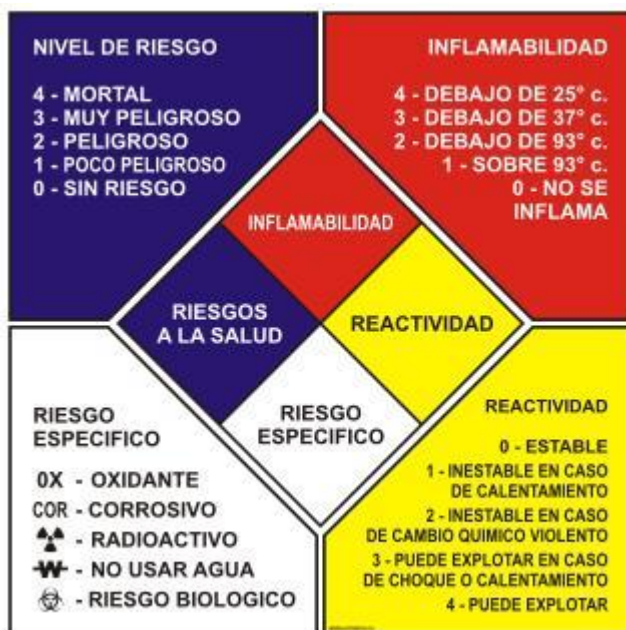 NIVEL DE RIESGO
4 - MORTAL
3 - MUY PELIGROSO
2 - PELIGROSO
1 - POCO PELIGROSO
0 - SIN RIESGO
INFLAMABILIDAD
4 - DEBAJO DE 25° c.
3 - DEBAJO DE 37° c.
2 - DEBAJO DE 93° c.
1 - SOBRE 93° c.
0 - NO SE
INFLAMA
INFLAMABILIDAD
RIESGOS
A LA SALUD
REACTIVIDAD
RIESGO
ESPECIFICO
RIESGO
ESPECIFICO
0X - OXIDANTE
COR - CORROSIVO
- RADIOACTIVO
W - NO USAR AGUA
- RIESGO BIOLOGICO
REACTIVIDAD
0 - ESTABLE
1 - INESTABLE EN CASO
DE CALENTAMIENTO
2 - INESTABLE EN CASO
DE CAMBIO QUIMICO VIOLENTO
3 - PUEDE EXPLOTAR EN CASO
DE CHOQUE O CALENTAMIENTO
4 - PUEDE EXPLOTAR